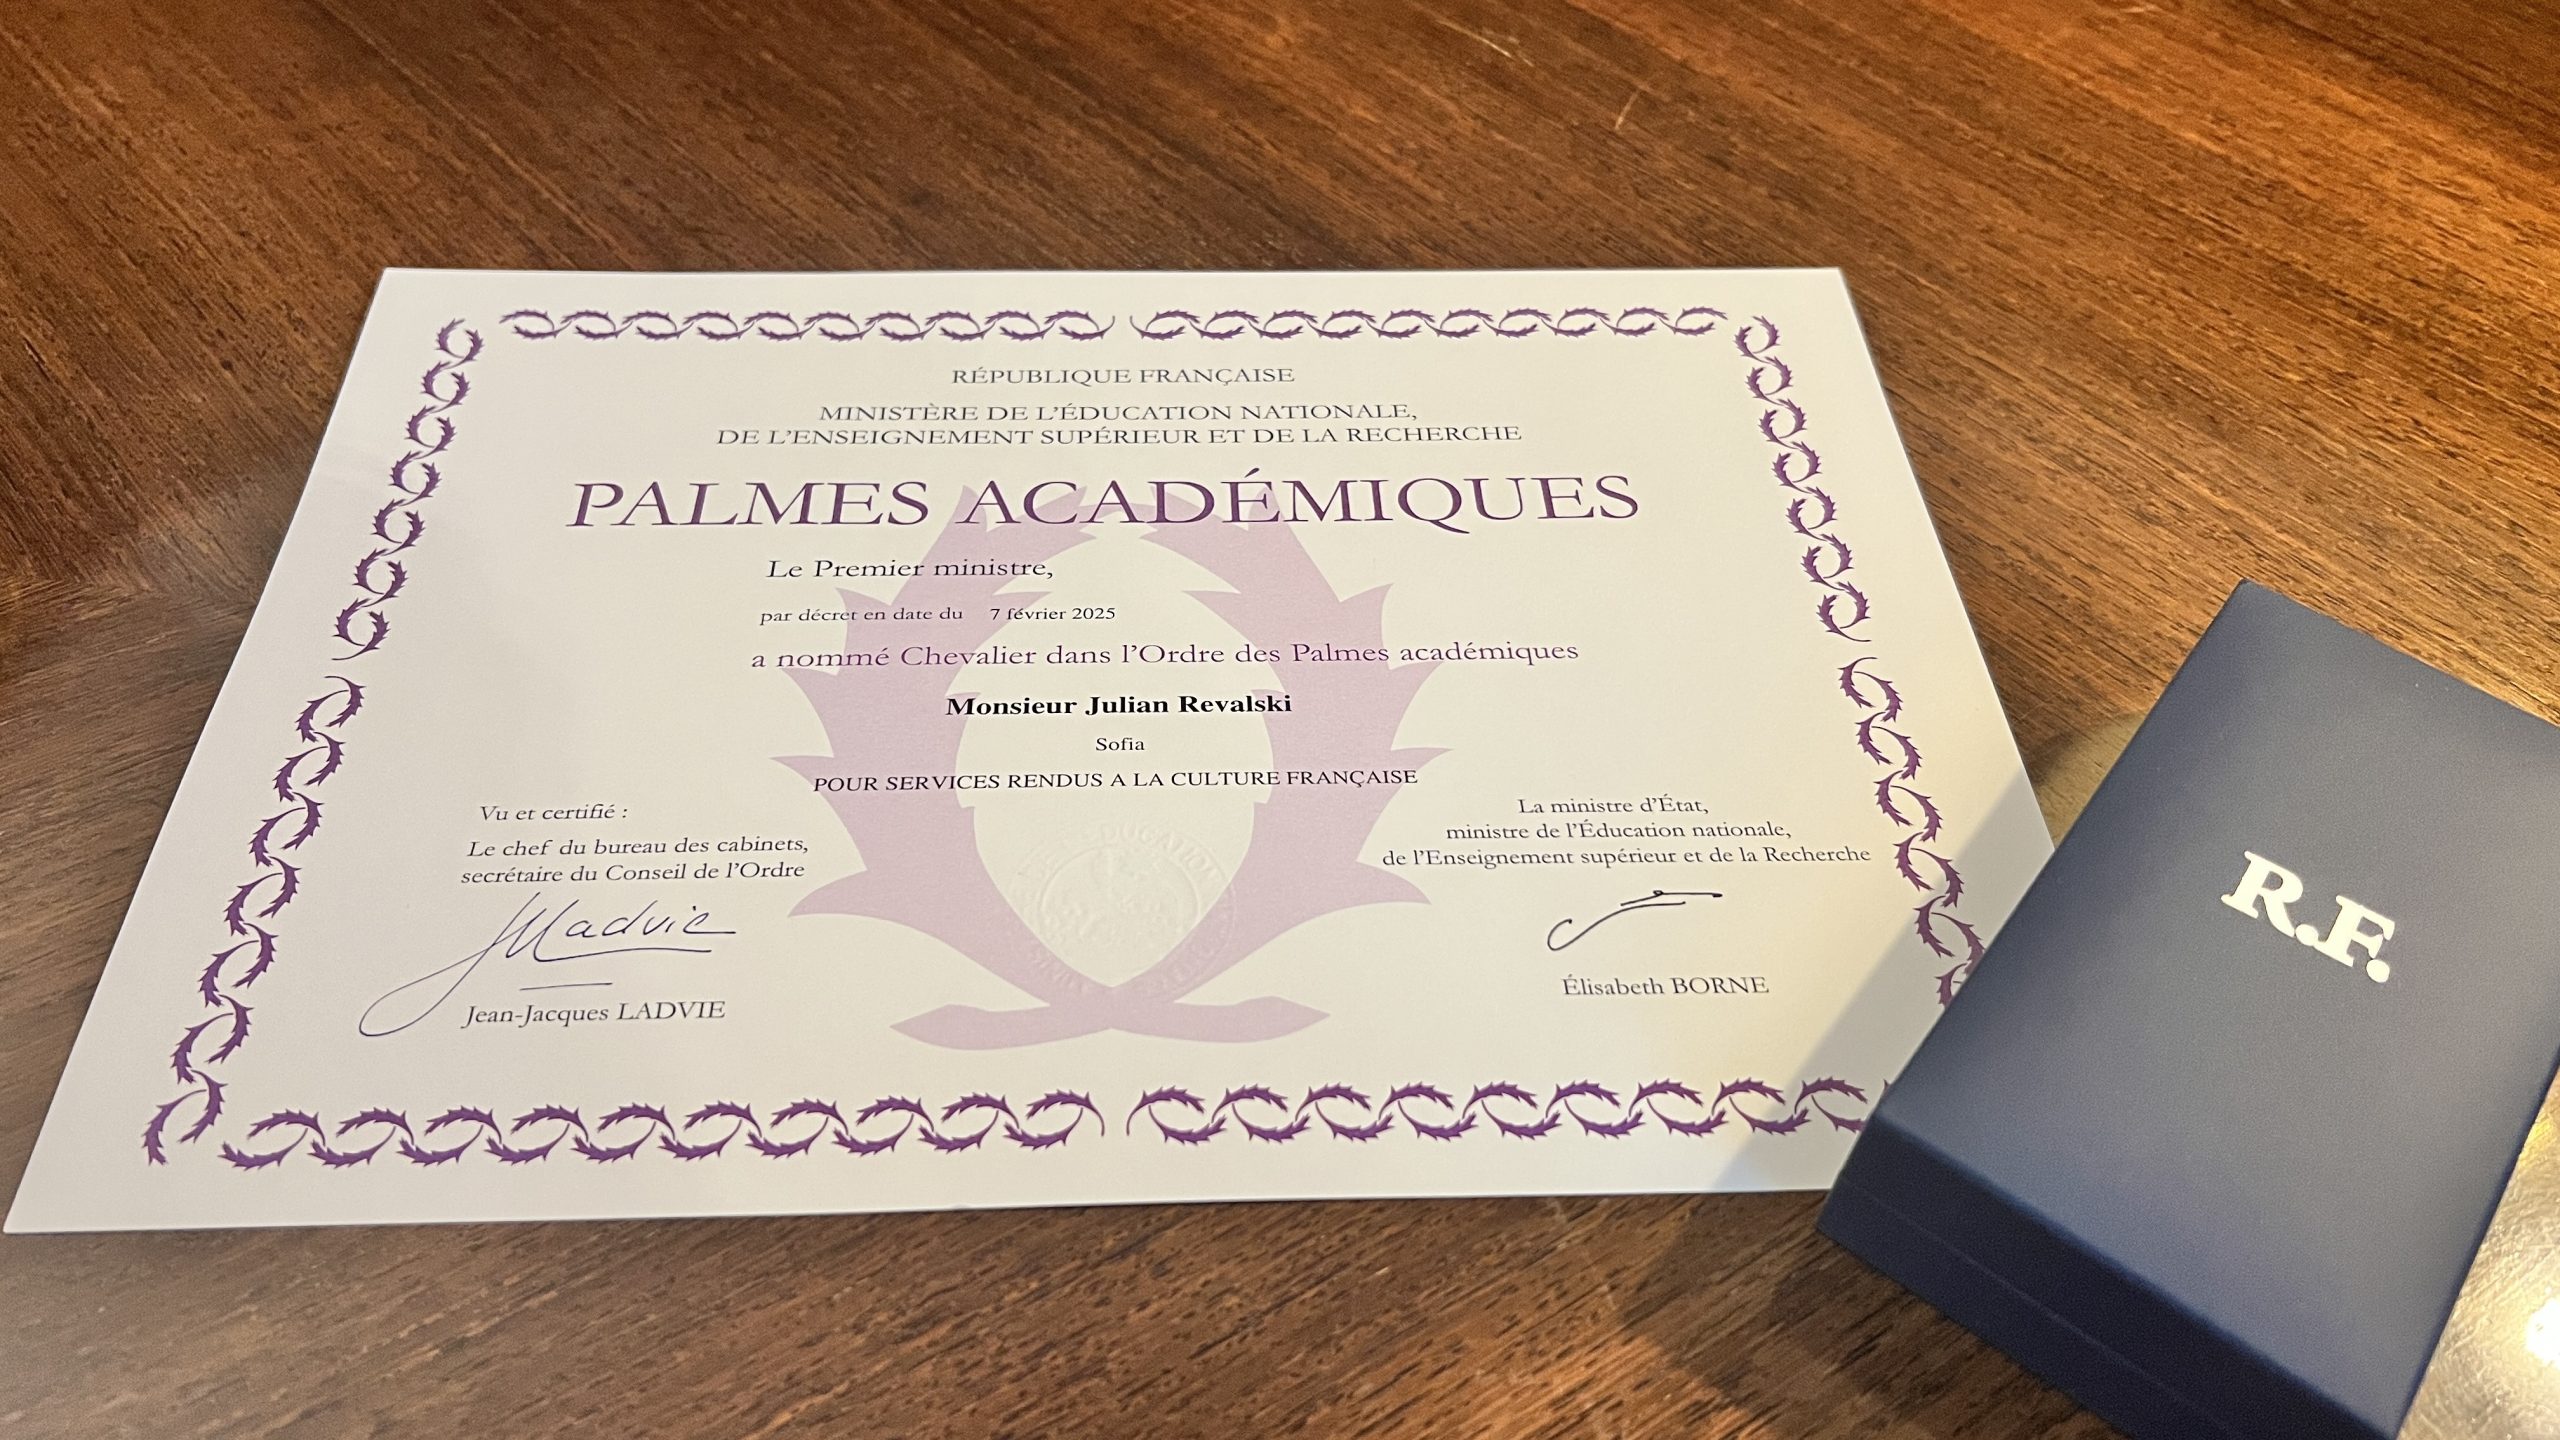 RÉPUBLIQUE FRANÇAISE
MINISTÈRE DE L'ÉDUCATION NATIONALE,
DE L'ENSEIGNEMENT SUPÉRIEUR ET DE LA RECHERCHE
PALMES ACADÉMIQUES
Le Premier ministre,
par décret en date du 7 février 2025
a nommé Chevalier dans l'Ordre des Palmes académiques
Monsieur Julian Revalski
Sofia
POUR SERVICES RENDUS A LA CULTURE FRANÇAISE
Vu et certifié :
Le chef du bureau des cabinets,
secrétaire du Conseil de l'Ordre
Ladvie
Jean-Jacques LADVIE
La ministre d'État,
ministre de l'Éducation nationale,
de l'Enseignement supérieur et de la Recherche
Élisabeth BORNE
R.F.